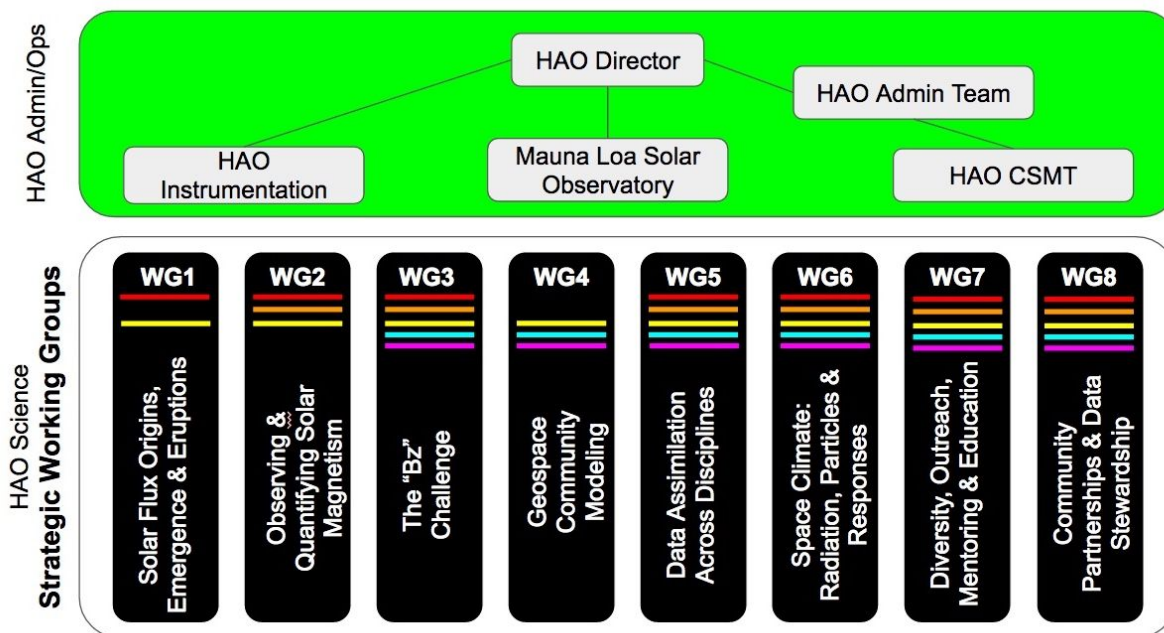 HAO Admin/Ops
HAO Director
HAO Admin Team
HAO
Instrumentation
Mauna Loa Solar
Observatory
HAO CSMT
HAO Science
Strategic Working Groups
WG1
Solar Flux Origins,
Emergence & Eruptions
WG2
Observing &
Quantifying Solar
Magnetism
WG3
The "Bz"
Challenge
WG4
Geospace
Community
Modeling
WG5
Data Assimilation
Across Disciplines
WG6
Space Climate:
Radiation, Particles &
Responses
WG7
Diversity, Outreach,
Mentoring & Education
WG8
Community
Partnerships & Data
Stewardship